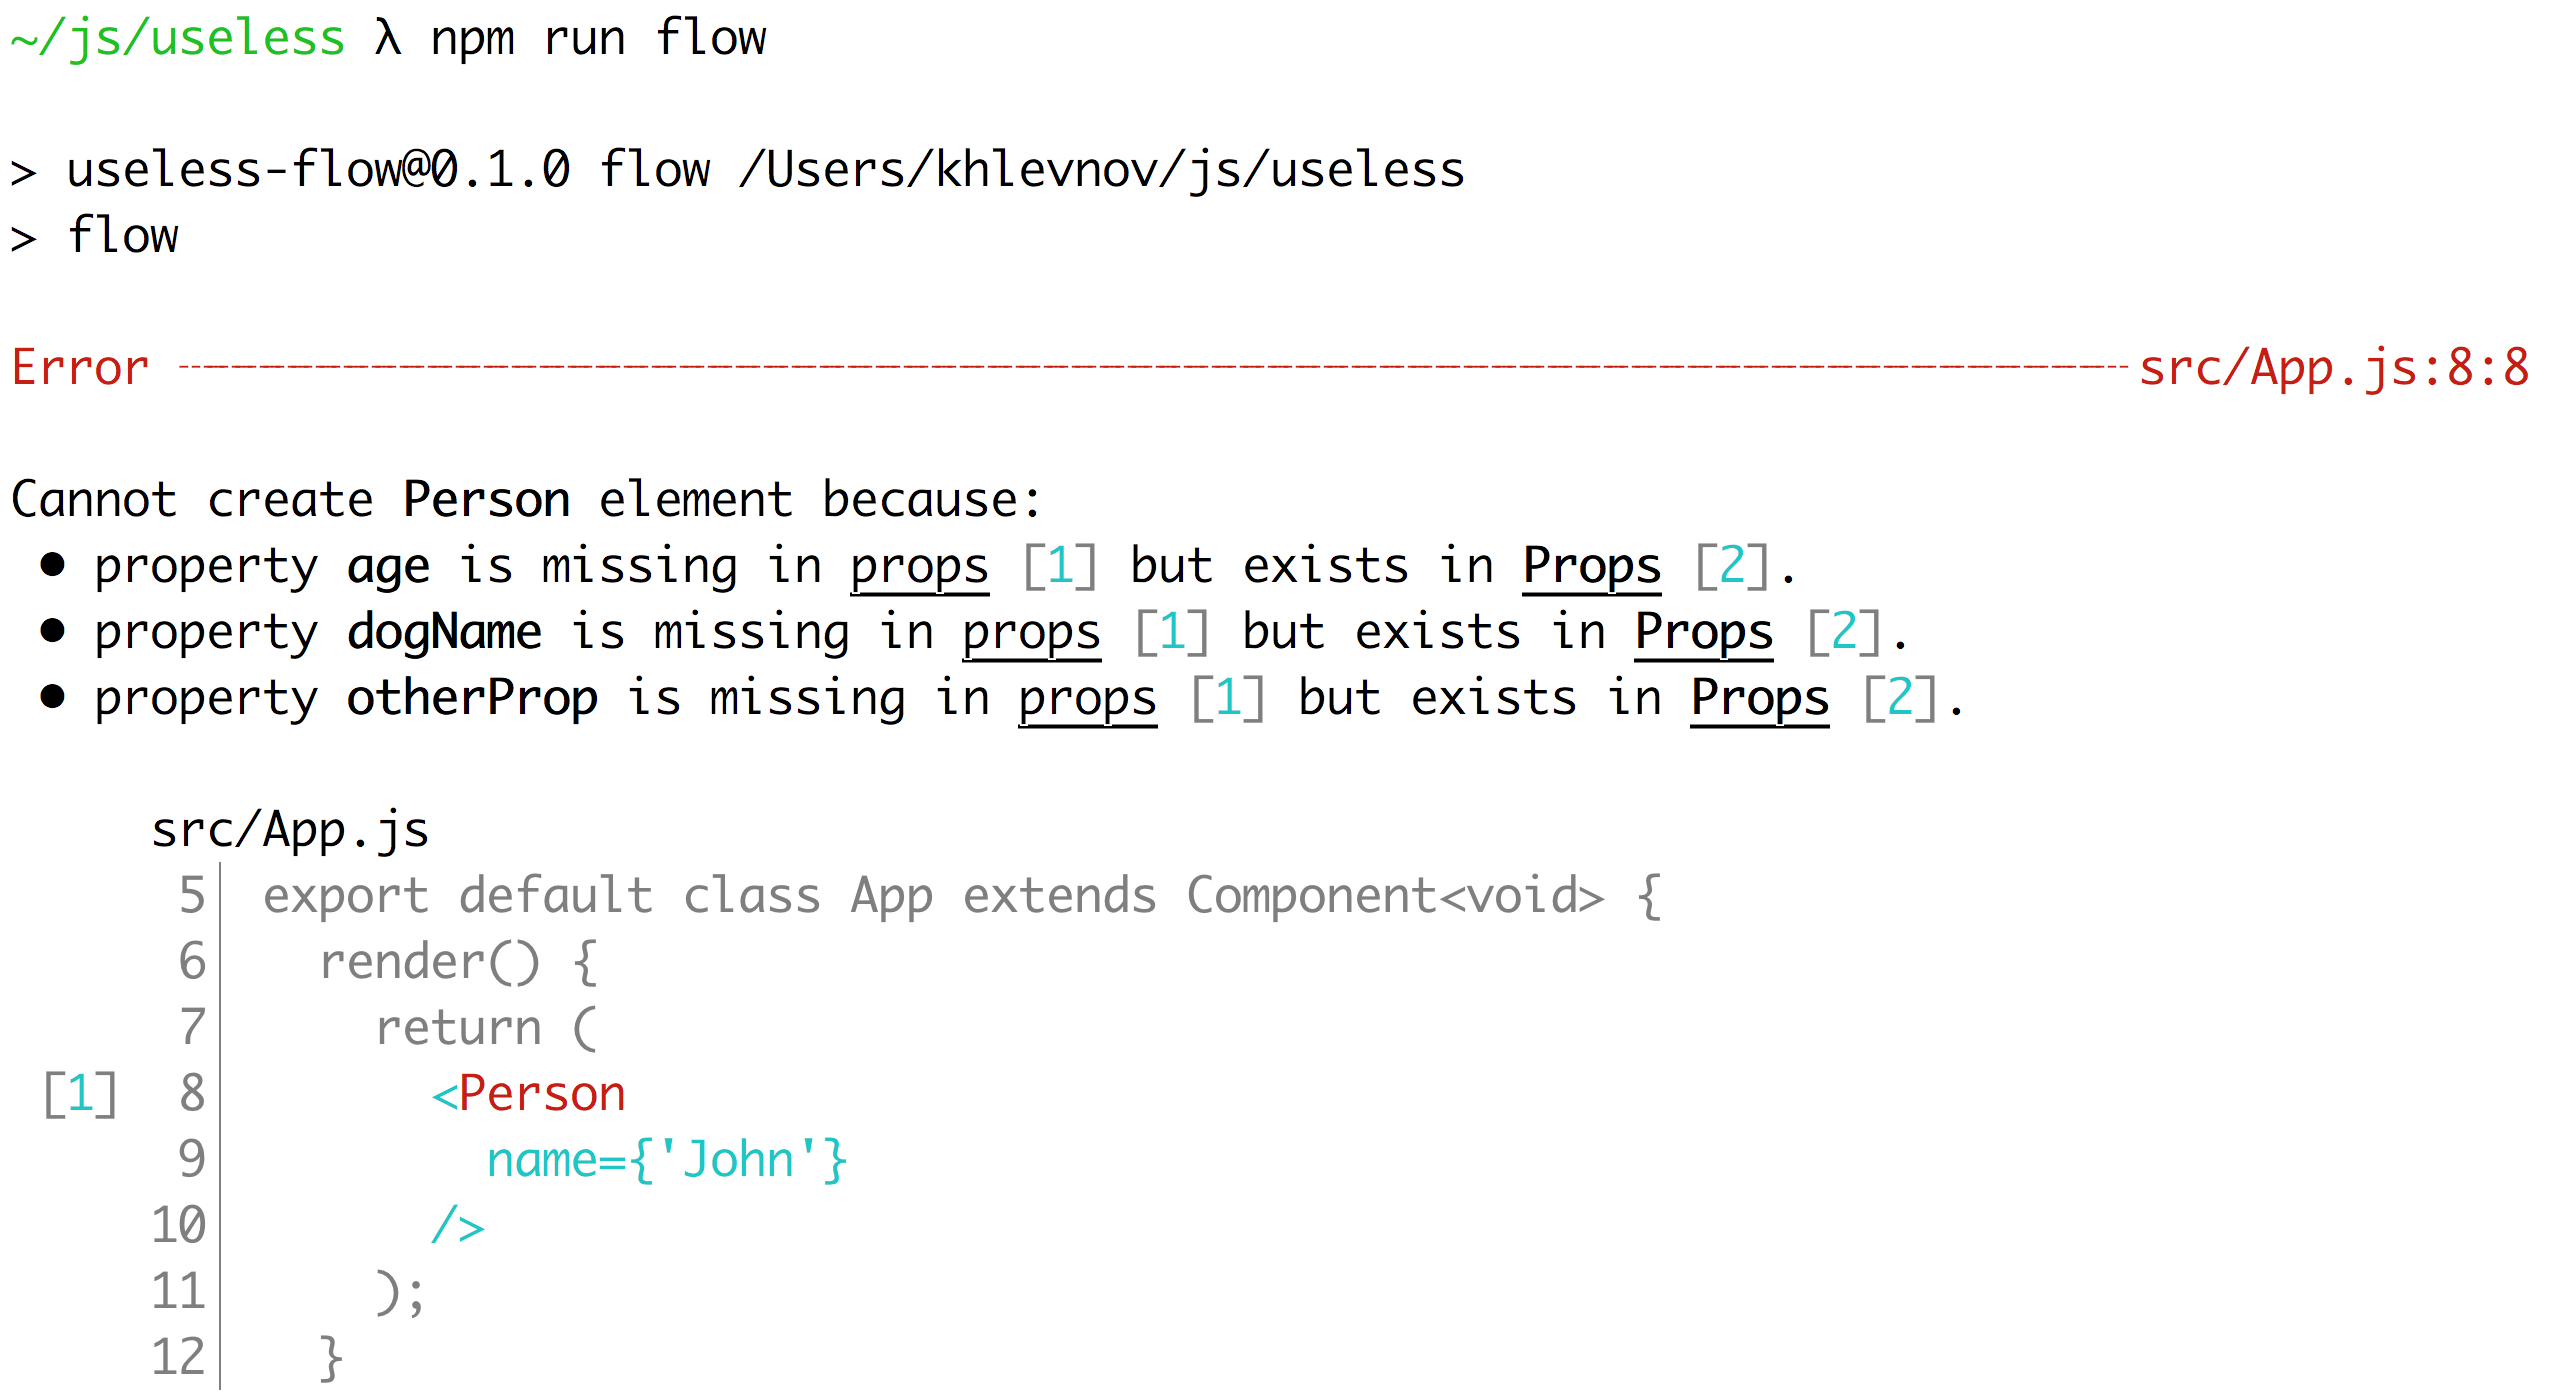 ~/js/useless λ npm run flow
> useless-flow@0.1.0 flow /Users/khlevnov/js/useless
> flow
Error ---------------------------------------------------------------------- src/App.js:8:8
Cannot create Person element because:
• property age is missing in props [1] but exists in Props [2].
• property dogName is missing in props [1] but exists in Props [2].
• property otherProp is missing in props [1] but exists in Props [2].
src/App.js
5│ export default class App extends Component<void> {
6│   render() {
7│     return (
[1] 8│       <Person
9│         name={'John'}
10│       />
11│     );
12│   }